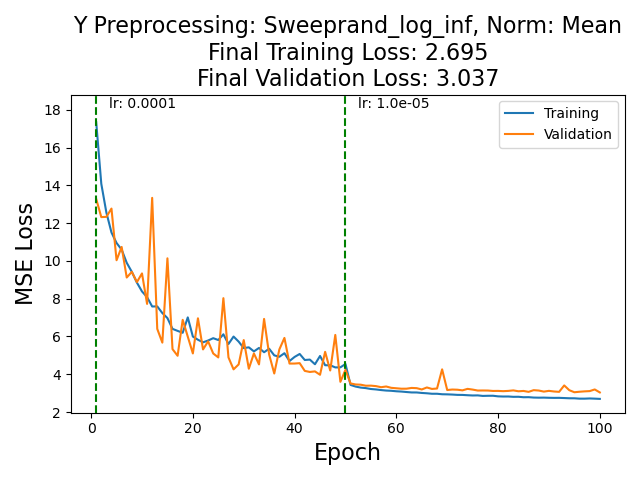 Y Preprocessing: Sweeprand_log_inf, Norm: Mean
Final Training Loss: 2.695
Final Validation Loss: 3.037
lr: 0.0001
lr: 1.0e-05
Training
Validation
MSE Loss
18
16
14
12
10
8
6
4
2
0
20
40
60
80
100
Epoch